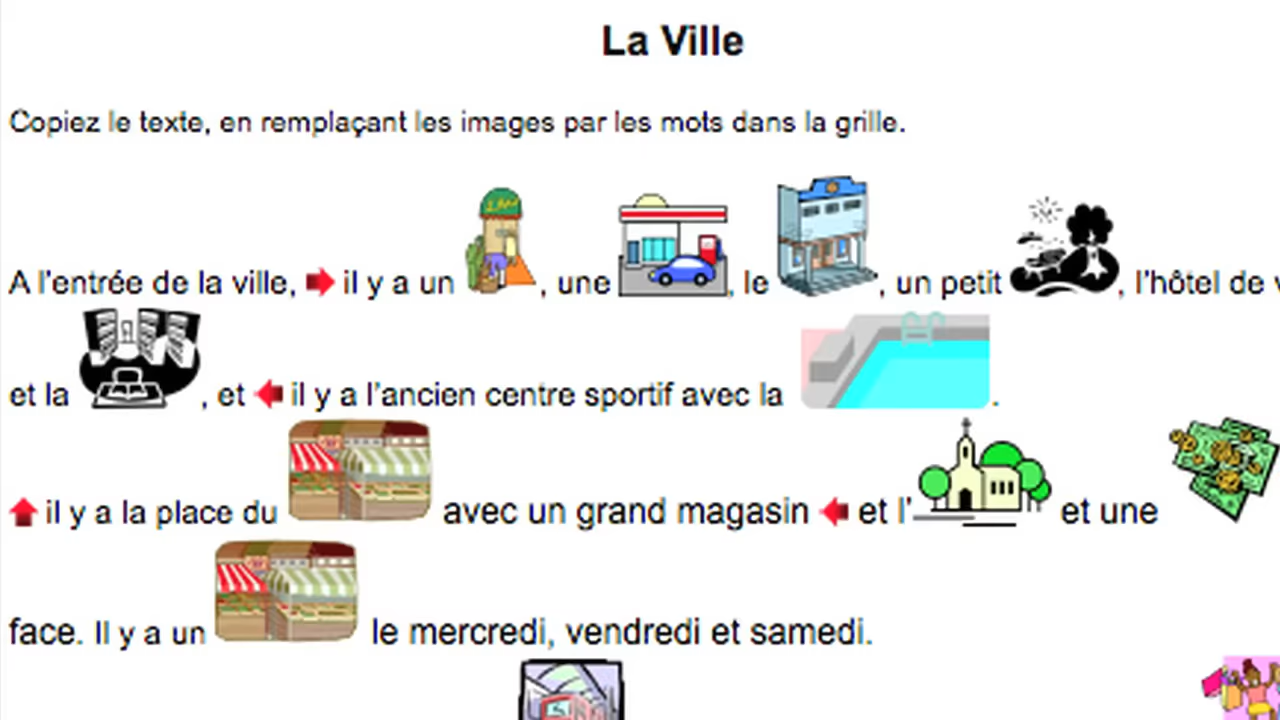 La Ville
Copiez le texte, en remplaçant les images par les mots dans la grille.
A l'entrée de la ville, il y a un , une , le , un petit , l'hôtel de
et la , et il y a l'ancien centre sportif avec la .
il y a la place du avec un grand magasin et l' et une
face. Il y a un le mercredi, vendredi et samedi.